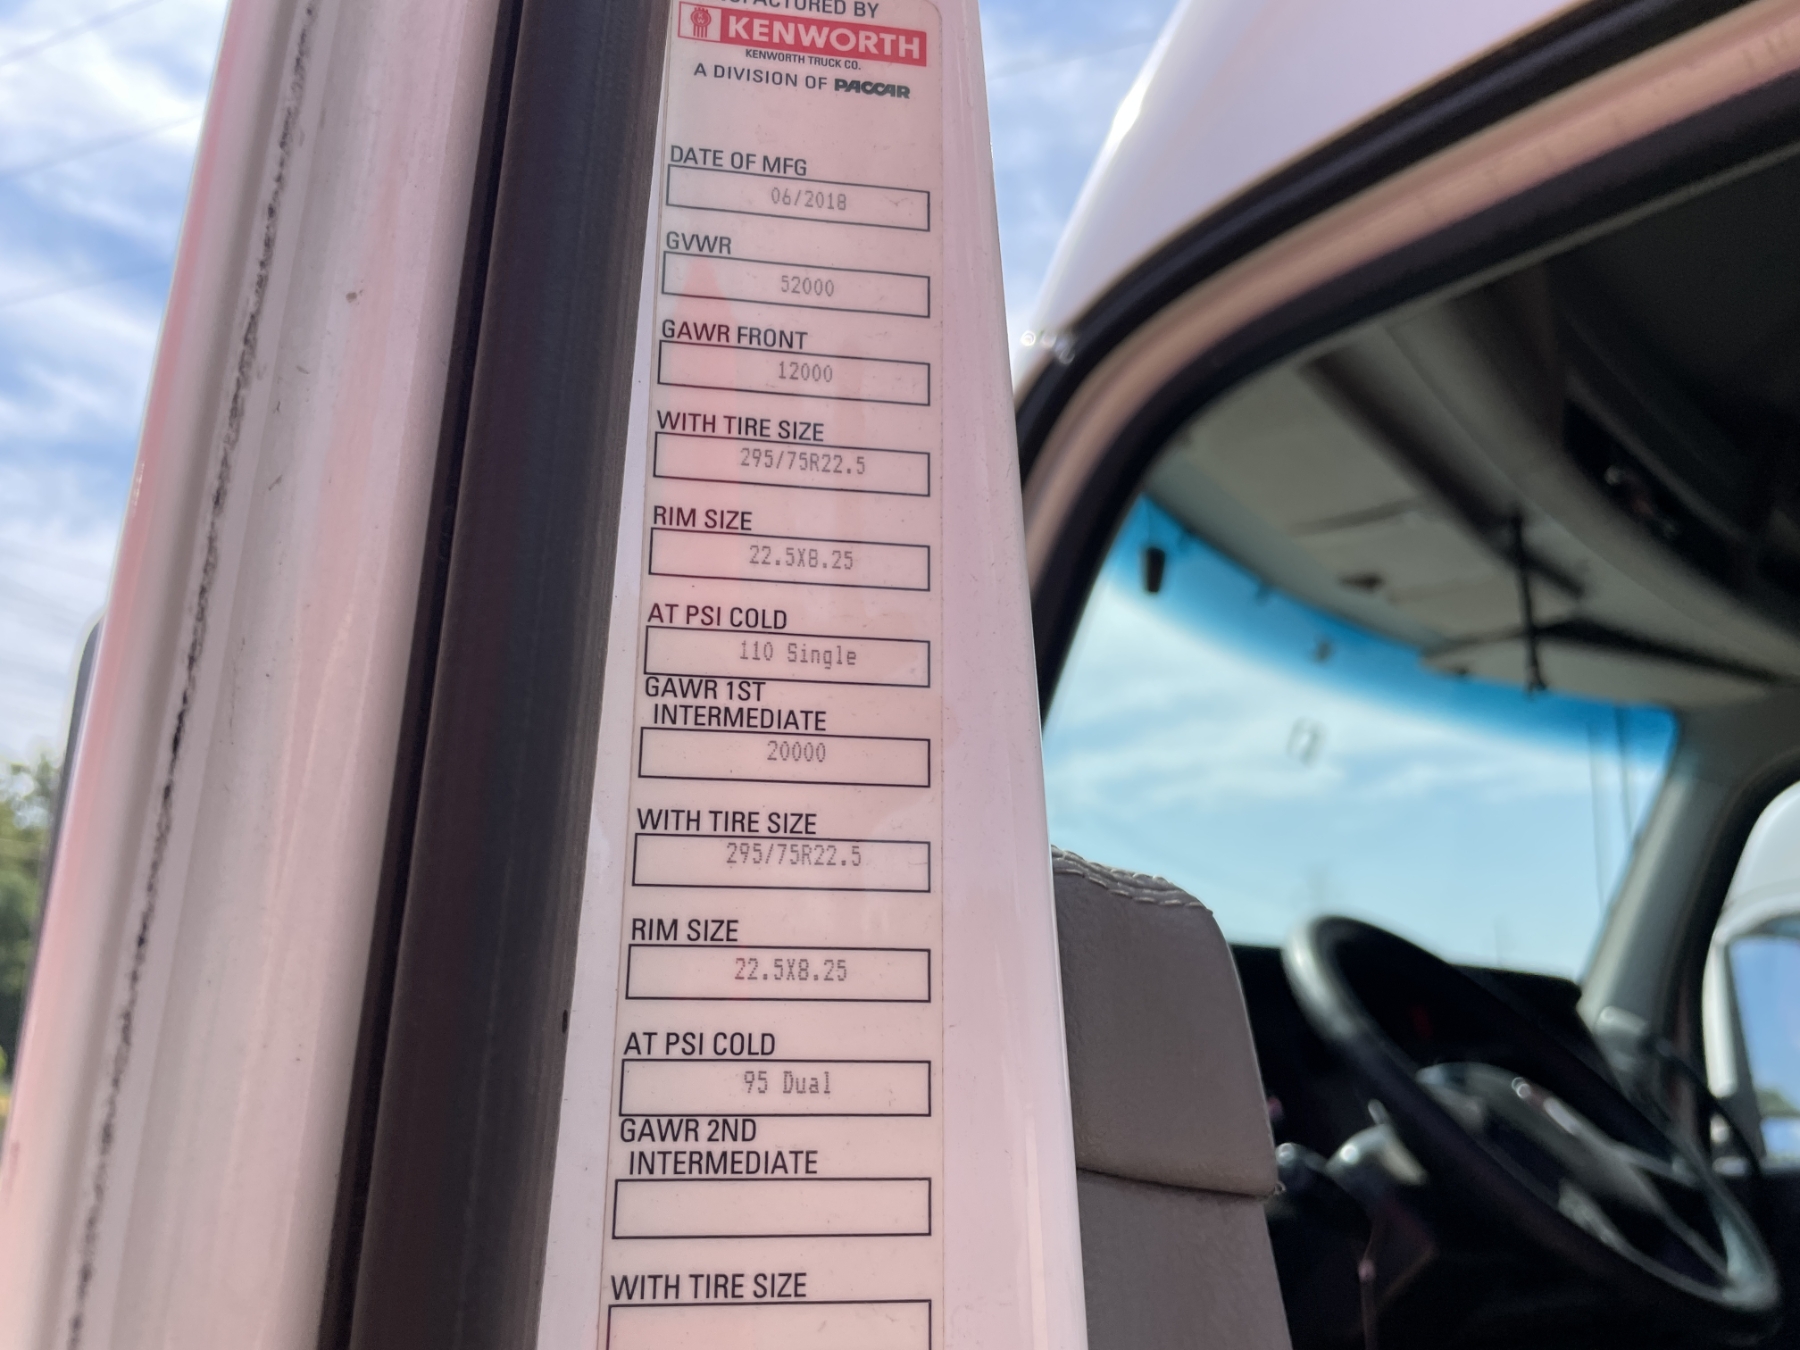 BY
KENWORTH
KENWORTH TRUCK CO.
A DIVISION OF PACCAR
DATE OF MFG
06/2018
GVWR
52000
GAWR FRONT
12000
WITH TIRE SIZE
295/75R22.5
RIM SIZE
22.5X8.25
AT PSI COLD
110 Single
GAWR 1ST
INTERMEDIATE
20000
WITH TIRE SIZE
295/75R22.5
RIM SIZE
22.5X8.25
AT PSI COLD
95 Dual
GAWR 2ND
INTERMEDIATE
WITH TIRE SIZE